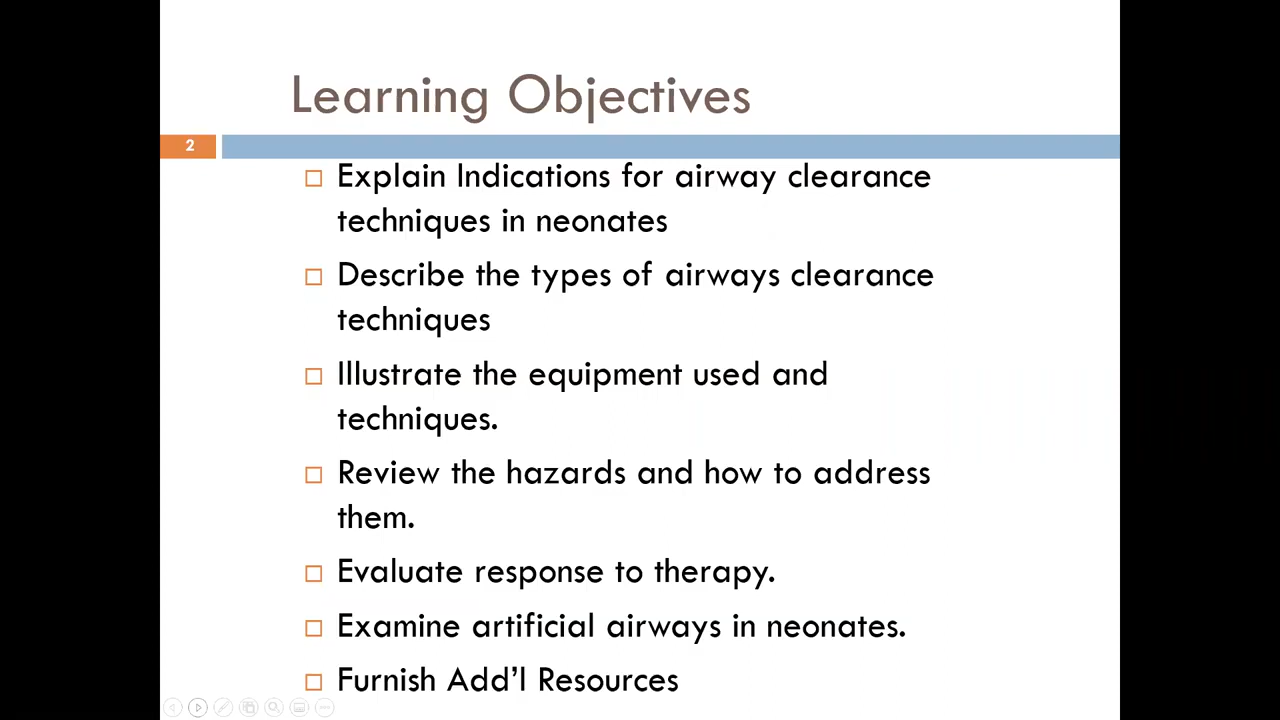 Learning Objectives
2
Explain Indications for airway clearance
techniques in neonates
Describe the types of airways clearance
techniques
Illustrate the equipment used and
techniques.
Review the hazards and how to address
them.
Evaluate response to therapy.
Examine artificial airways in neonates.
Furnish Add’l Resources